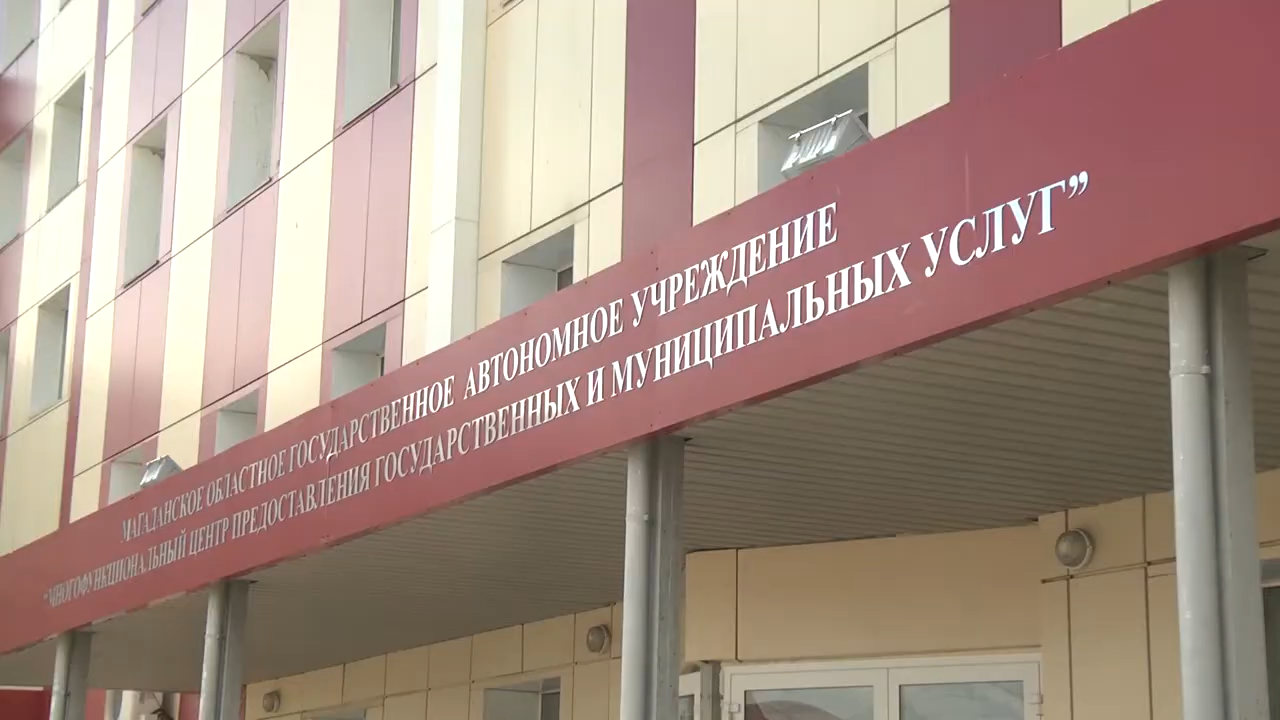 МАГАДАНСКОЕ ОБЛАСТНОЕ ГОСУДАРСТВЕННОЕ АВТОНОМНОЕ УЧРЕЖДЕНИЕ
“МНОГОФУНКЦИОНАЛЬНЫЙ ЦЕНТР ПРЕДОСТАВЛЕНИЯ ГОСУДАРСТВЕННЫХ И МУНИЦИПАЛЬНЫХ УСЛУГ”